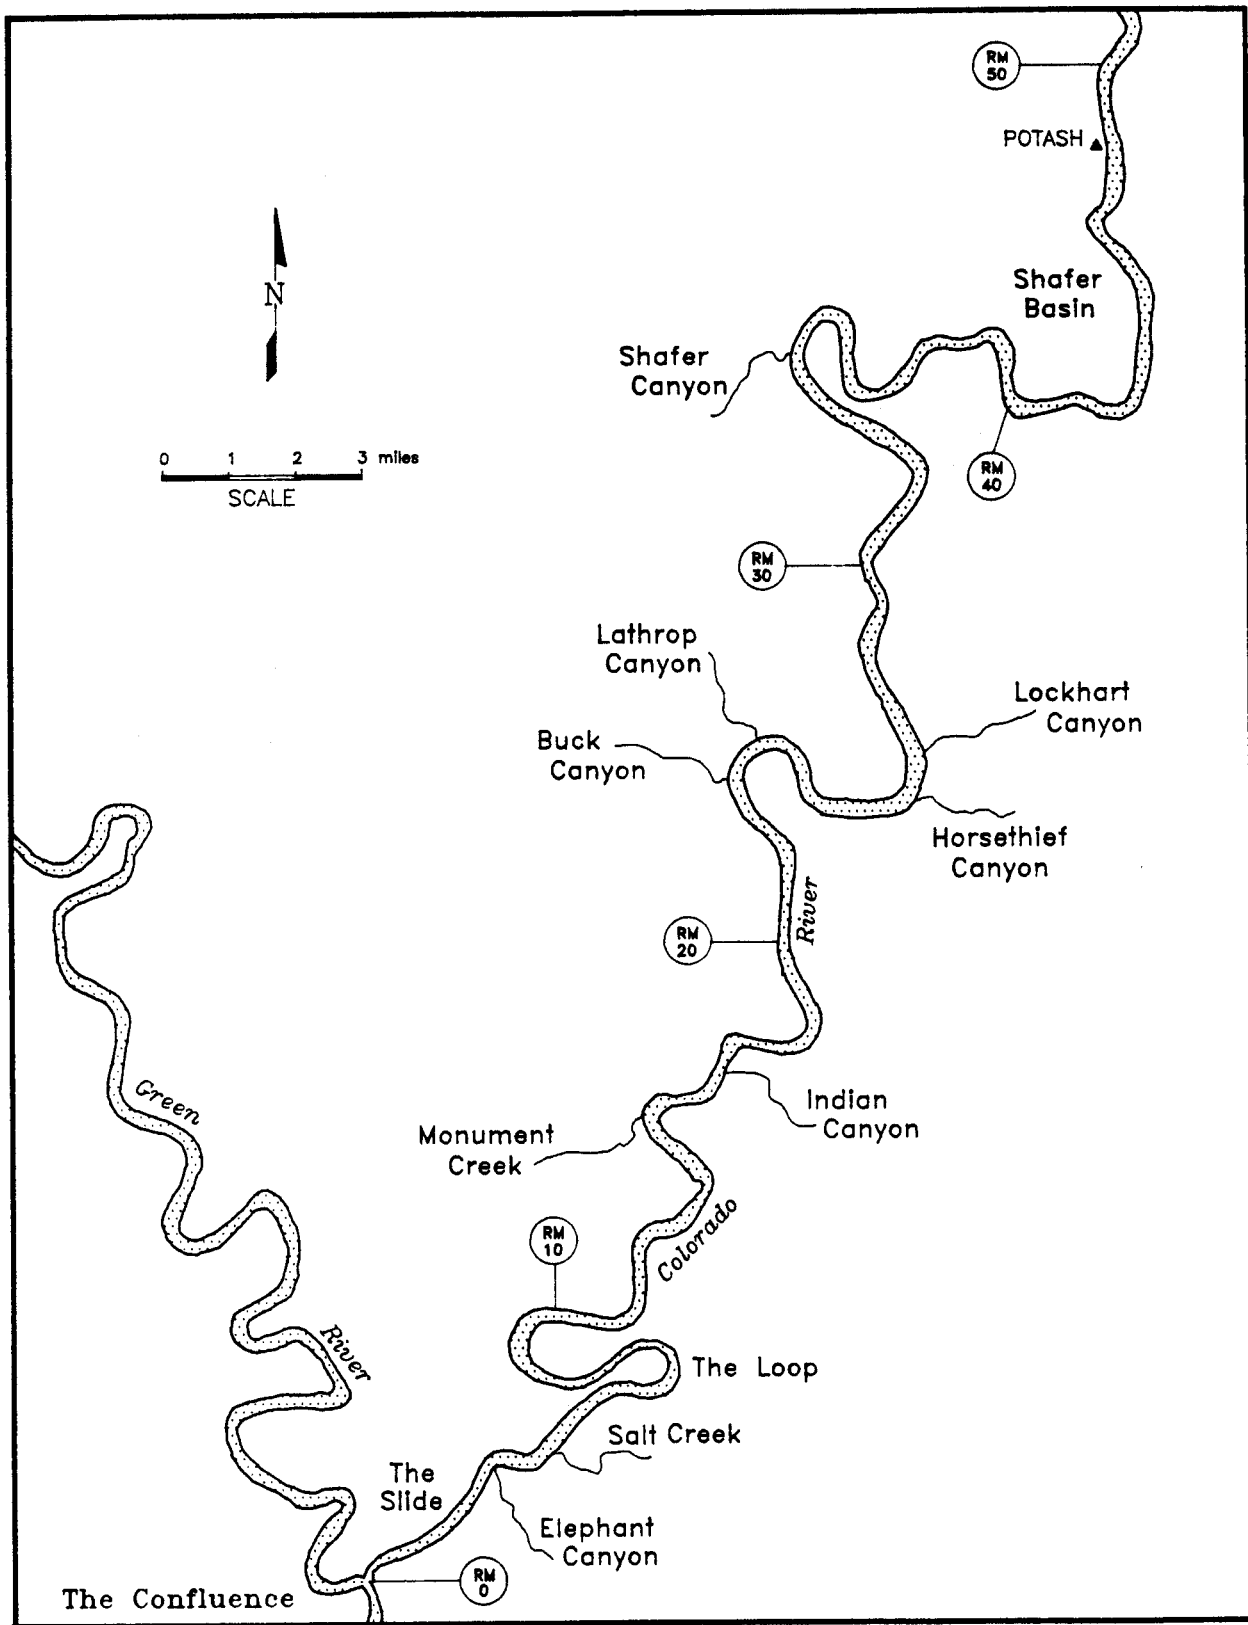 RM
50
POTASH
Shafer
Basin
N
Shafer
Canyon
0 1 2 3 miles
SCALE
RM
40
RM
30
Lathrop
Canyon
Lockhart
Canyon
Buck
Canyon
Horsethief
Canyon
River
RM
20
Green
Indian
Canyon
Monument
Creek
Colorado
RM
10
River
The Loop
Salt Creek
The
Slide
Elephant
Canyon
RM
0
The Confluence